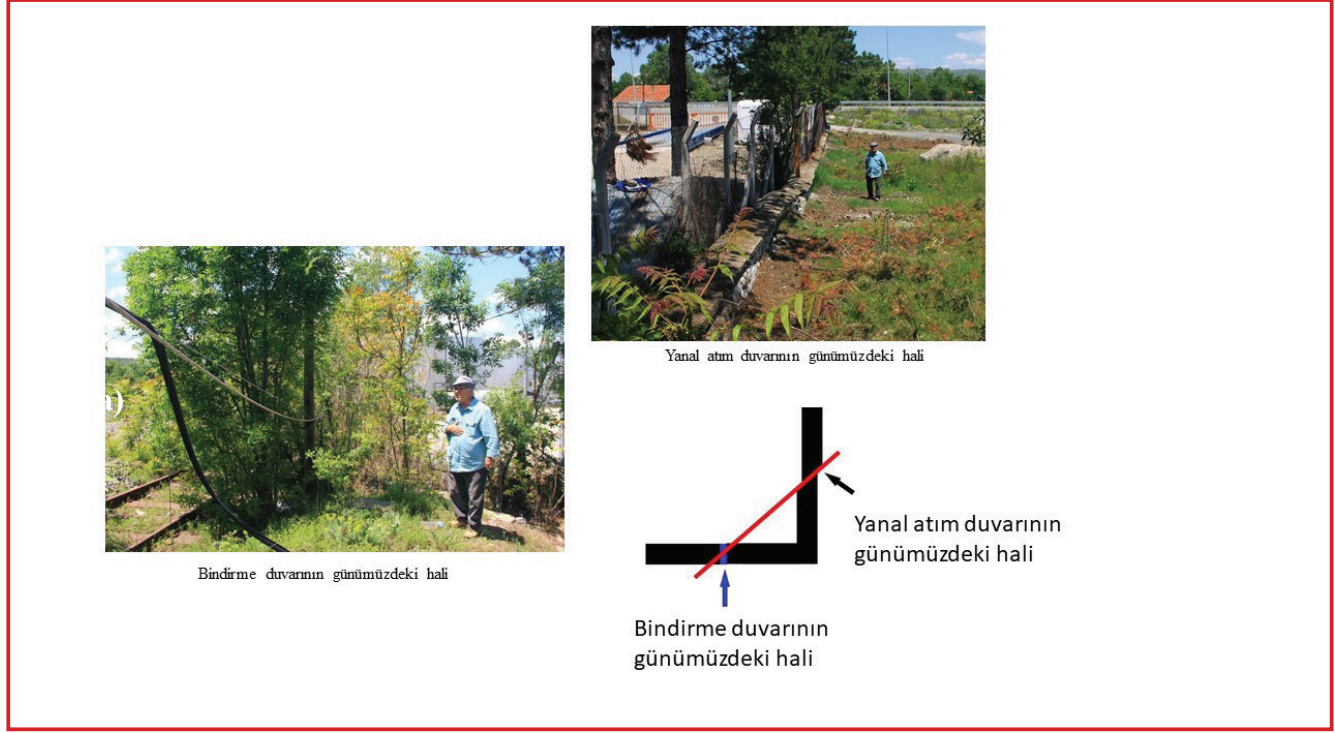 Yanal atım duvarının günümüzdeki hali
a)
Bindirme duvarının günümüzdeki hali
Yanal atım duvarının
günümüzdeki hali
Bindirme duvarının
günümüzdeki hali